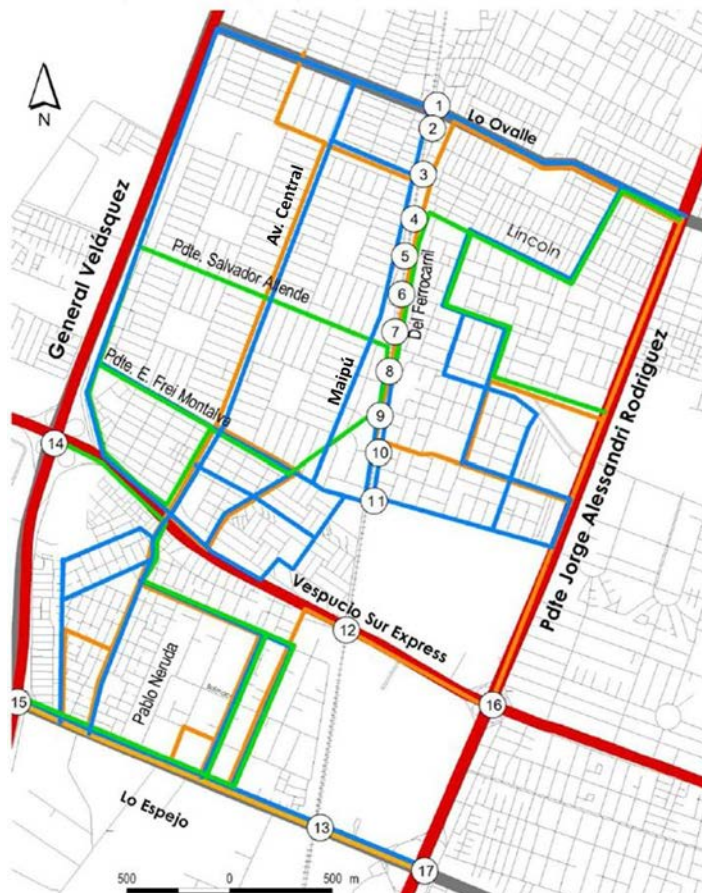 1
Lo Ovalle
2
N
3
Av. Central
4
Lincoln
General Velásquez
Pdte. Salvador Allende
5
6
Del Ferrocarril
7
Maipú
8
Pdte. E. Frei Montalva
9
Pdte Jorge Alessandri Rodriguez
14
10
11
Vespucio Sur Express
12
Pablo Neruda
15
16
Lo Espejo
13
17
500 0 500 m